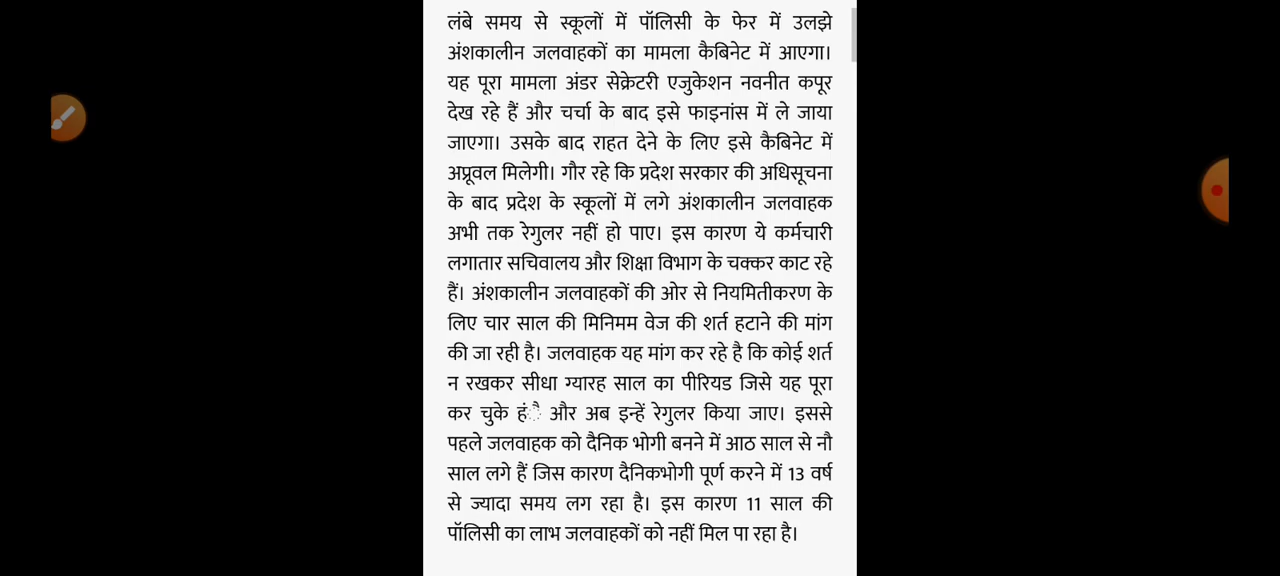 लंबे समय से स्कूलों में पॉलिसी के फेर में उलझे
अंशकालीन जलवाहकों का मामला कैबिनेट में आएगा।
यह पूरा मामला अंडर सेक्रेटरी एजुकेशन नवनीत कपूर
देख रहे हैं और चर्चा के बाद इसे फाइनांस में ले जाया
जाएगा। उसके बाद राहत देने के लिए इसे कैबिनेट में
अप्रूवल मिलेगी। गौर रहे कि प्रदेश सरकार की अधिसूचना
के बाद प्रदेश के स्कूलों में लगे अंशकालीन जलवाहक
अभी तक रेगुलर नहीं हो पाए। इस कारण ये कर्मचारी
लगातार सचिवालय और शिक्षा विभाग के चक्कर काट रहे
हैं। अंशकालीन जलवाहकों की ओर से नियमितीकरण के
लिए चार साल की मिनिमम वेज की शर्त हटाने की मांग
की जा रही है। जलवाहक यह मांग कर रहे है कि कोई शर्त
न रखकर सीधा ग्यारह साल का पीरियड जिसे यह पूरा
कर चुके हंै और अब इन्हें रेगुलर किया जाए। इससे
पहले जलवाहक को दैनिक भोगी बनने में आठ साल से नौ
साल लगे हैं जिस कारण दैनिकभोगी पूर्ण करने में 13 वर्ष
से ज्यादा समय लग रहा है। इस कारण 11 साल की
पॉलिसी का लाभ जलवाहकों को नहीं मिल पा रहा है।